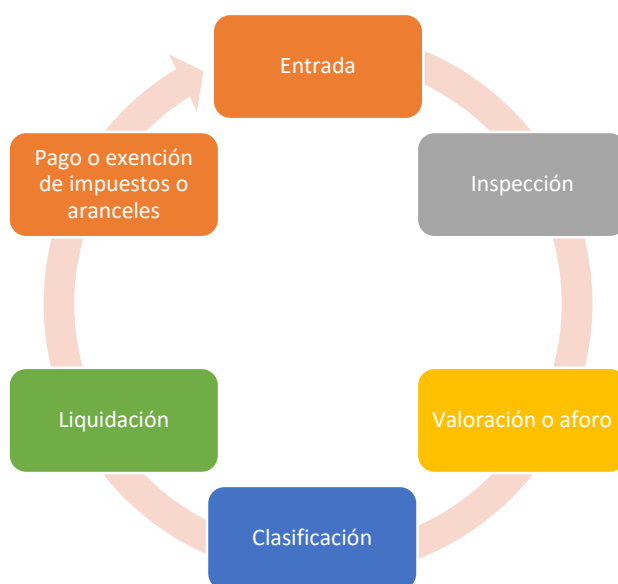 Entrada
Inspección
Valoración o aforo
Clasificación
Liquidación
Pago o exención
de impuestos o
aranceles